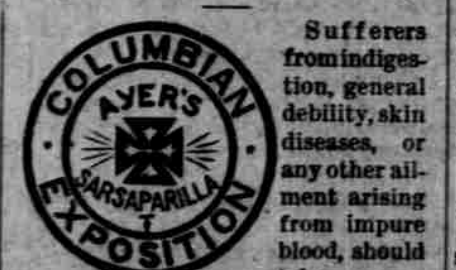 COLUMBIAN
AYER'S
SARSAPARILLA
EXPOSITION
Sufferers
from indiges-
tion, general
debility, skin
diseases, or
any other ail-
ment arising
from impure
blood, should